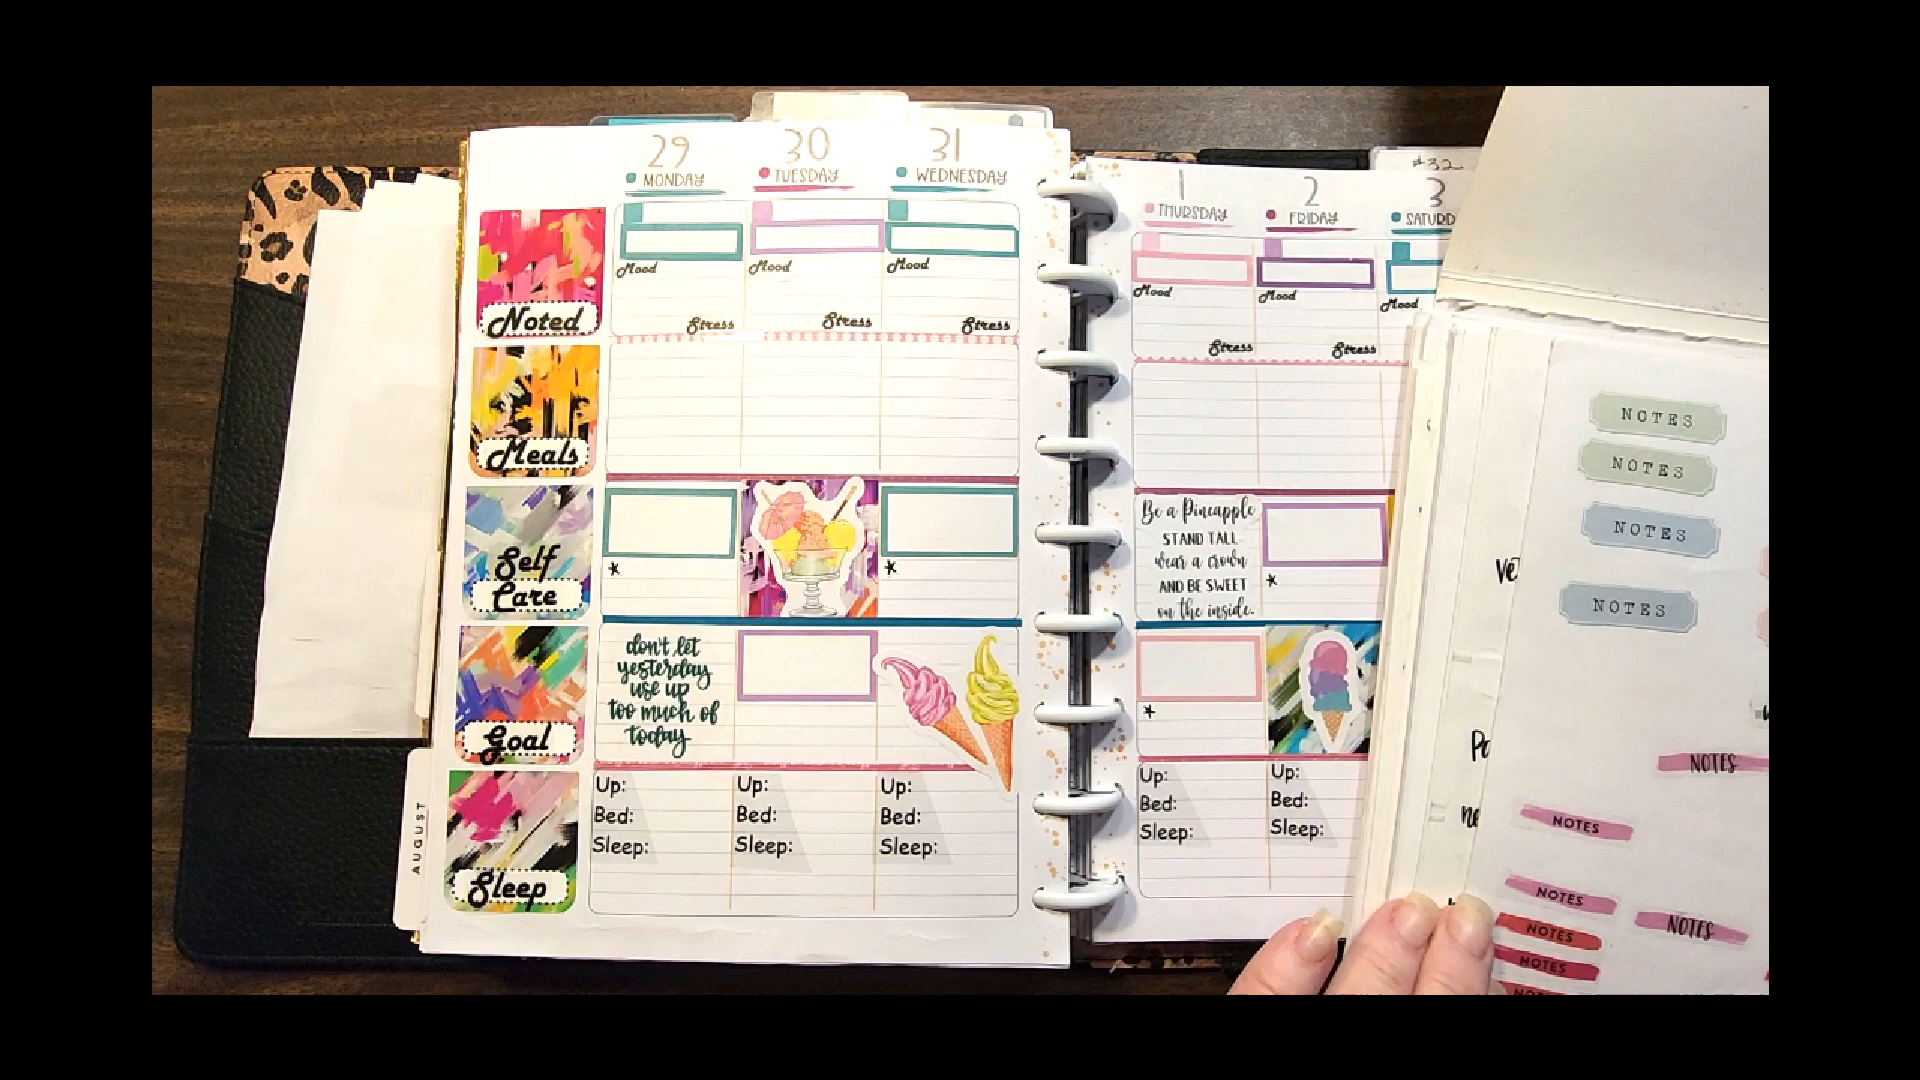 29
30
31
MONDAY
TUESDAY
WEDNESDAY
Mood
Mood
Mood
Stress
Stress
Stress
Noted
Meals
Self
Care
Goal
Sleep
don't let
yesterday
use up
too much of
today
Up:
Bed:
Sleep:
Up:
Bed:
Sleep:
Up:
Bed:
Sleep:
AUGUST
#32
1
2
3
THURSDAY
FRIDAY
SATURD
Mood
Mood
Mood
Stress
Stress
Be a Pineapple
STAND TALL
wear a crown
AND BE SWEET
on the inside.
Up:
Bed:
Sleep:
Up:
Bed:
Sleep:
NOTES
NOTES
NOTES
NOTES
NOTES
NOTES
NOTES
NOTES
NOTES
NOTES